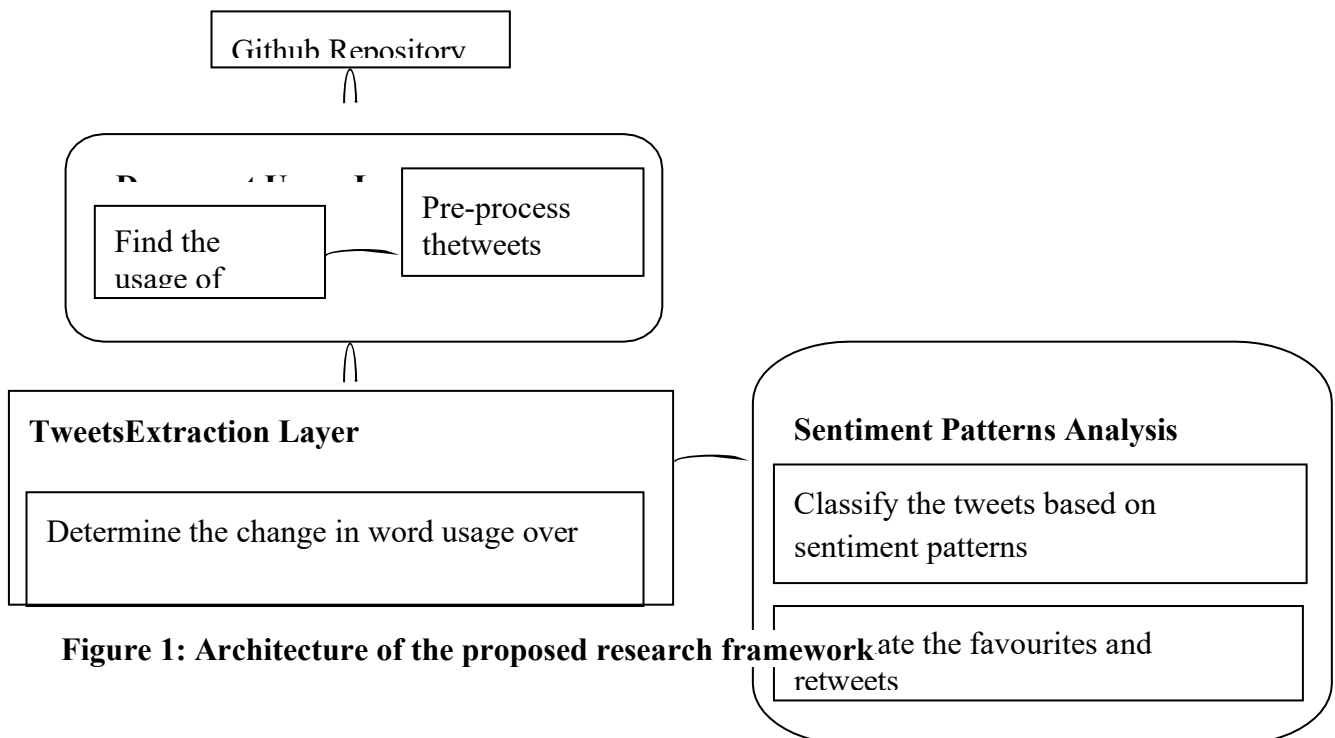 Github Repository
Pre-process
thetweets
Find the
usage of
TweetsExtraction Layer
Determine the change in word usage over
Sentiment Patterns Analysis
Classify the tweets based on
sentiment patterns
ate the favourites and
retweets
Figure 1: Architecture of the proposed research framework